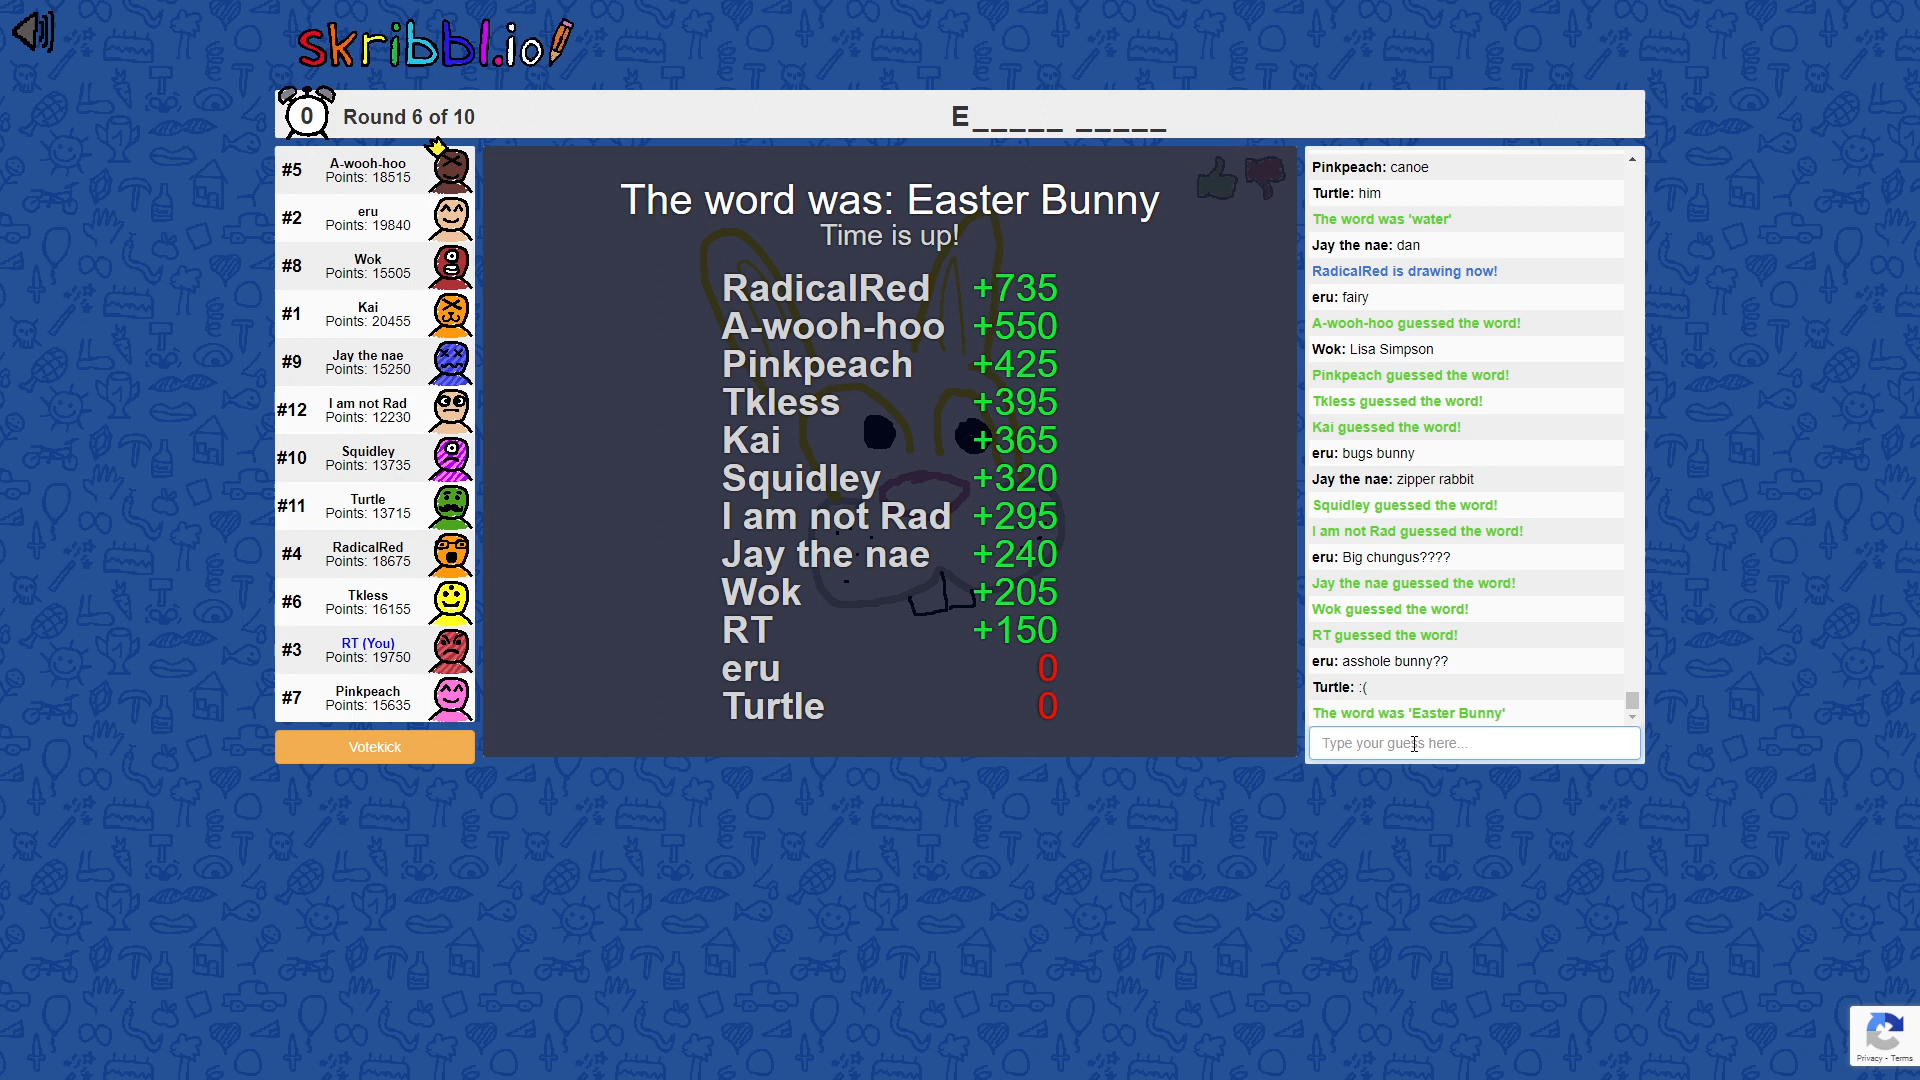 skribbl.io
0
Round 6 of 10
E_____ _____
#5 A-wooh-hoo
Points: 18515
#2 eru
Points: 19840
#8 Wok
Points: 15505
#1 Kai
Points: 20455
#9 Jay the nae
Points: 15250
#12 I am not Rad
Points: 12230
#10 Squidley
Points: 13735
#11 Turtle
Points: 13715
#4 RadicalRed
Points: 18675
#6 Tkless
Points: 16155
#3 RT (You)
Points: 19750
#7 Pinkpeach
Points: 15635
Votekick
The word was: Easter Bunny
Time is up!
RadicalRed +735
A-wooh-hoo +550
Pinkpeach +425
Tkless +395
Kai +365
Squidley +320
I am not Rad +295
Jay the nae +240
Wok +205
RT +150
eru 0
Turtle 0
Pinkpeach: canoe
Turtle: him
The word was 'water'
Jay the nae: dan
RadicalRed is drawing now!
eru: fairy
A-wooh-hoo guessed the word!
Wok: Lisa Simpson
Pinkpeach guessed the word!
Tkless guessed the word!
Kai guessed the word!
eru: bugs bunny
Jay the nae: zipper rabbit
Squidley guessed the word!
I am not Rad guessed the word!
eru: Big chungus????
Jay the nae guessed the word!
Wok guessed the word!
RT guessed the word!
eru: asshole bunny??
Turtle: :(
The word was 'Easter Bunny'
Type your guess here...
Privacy - Terms